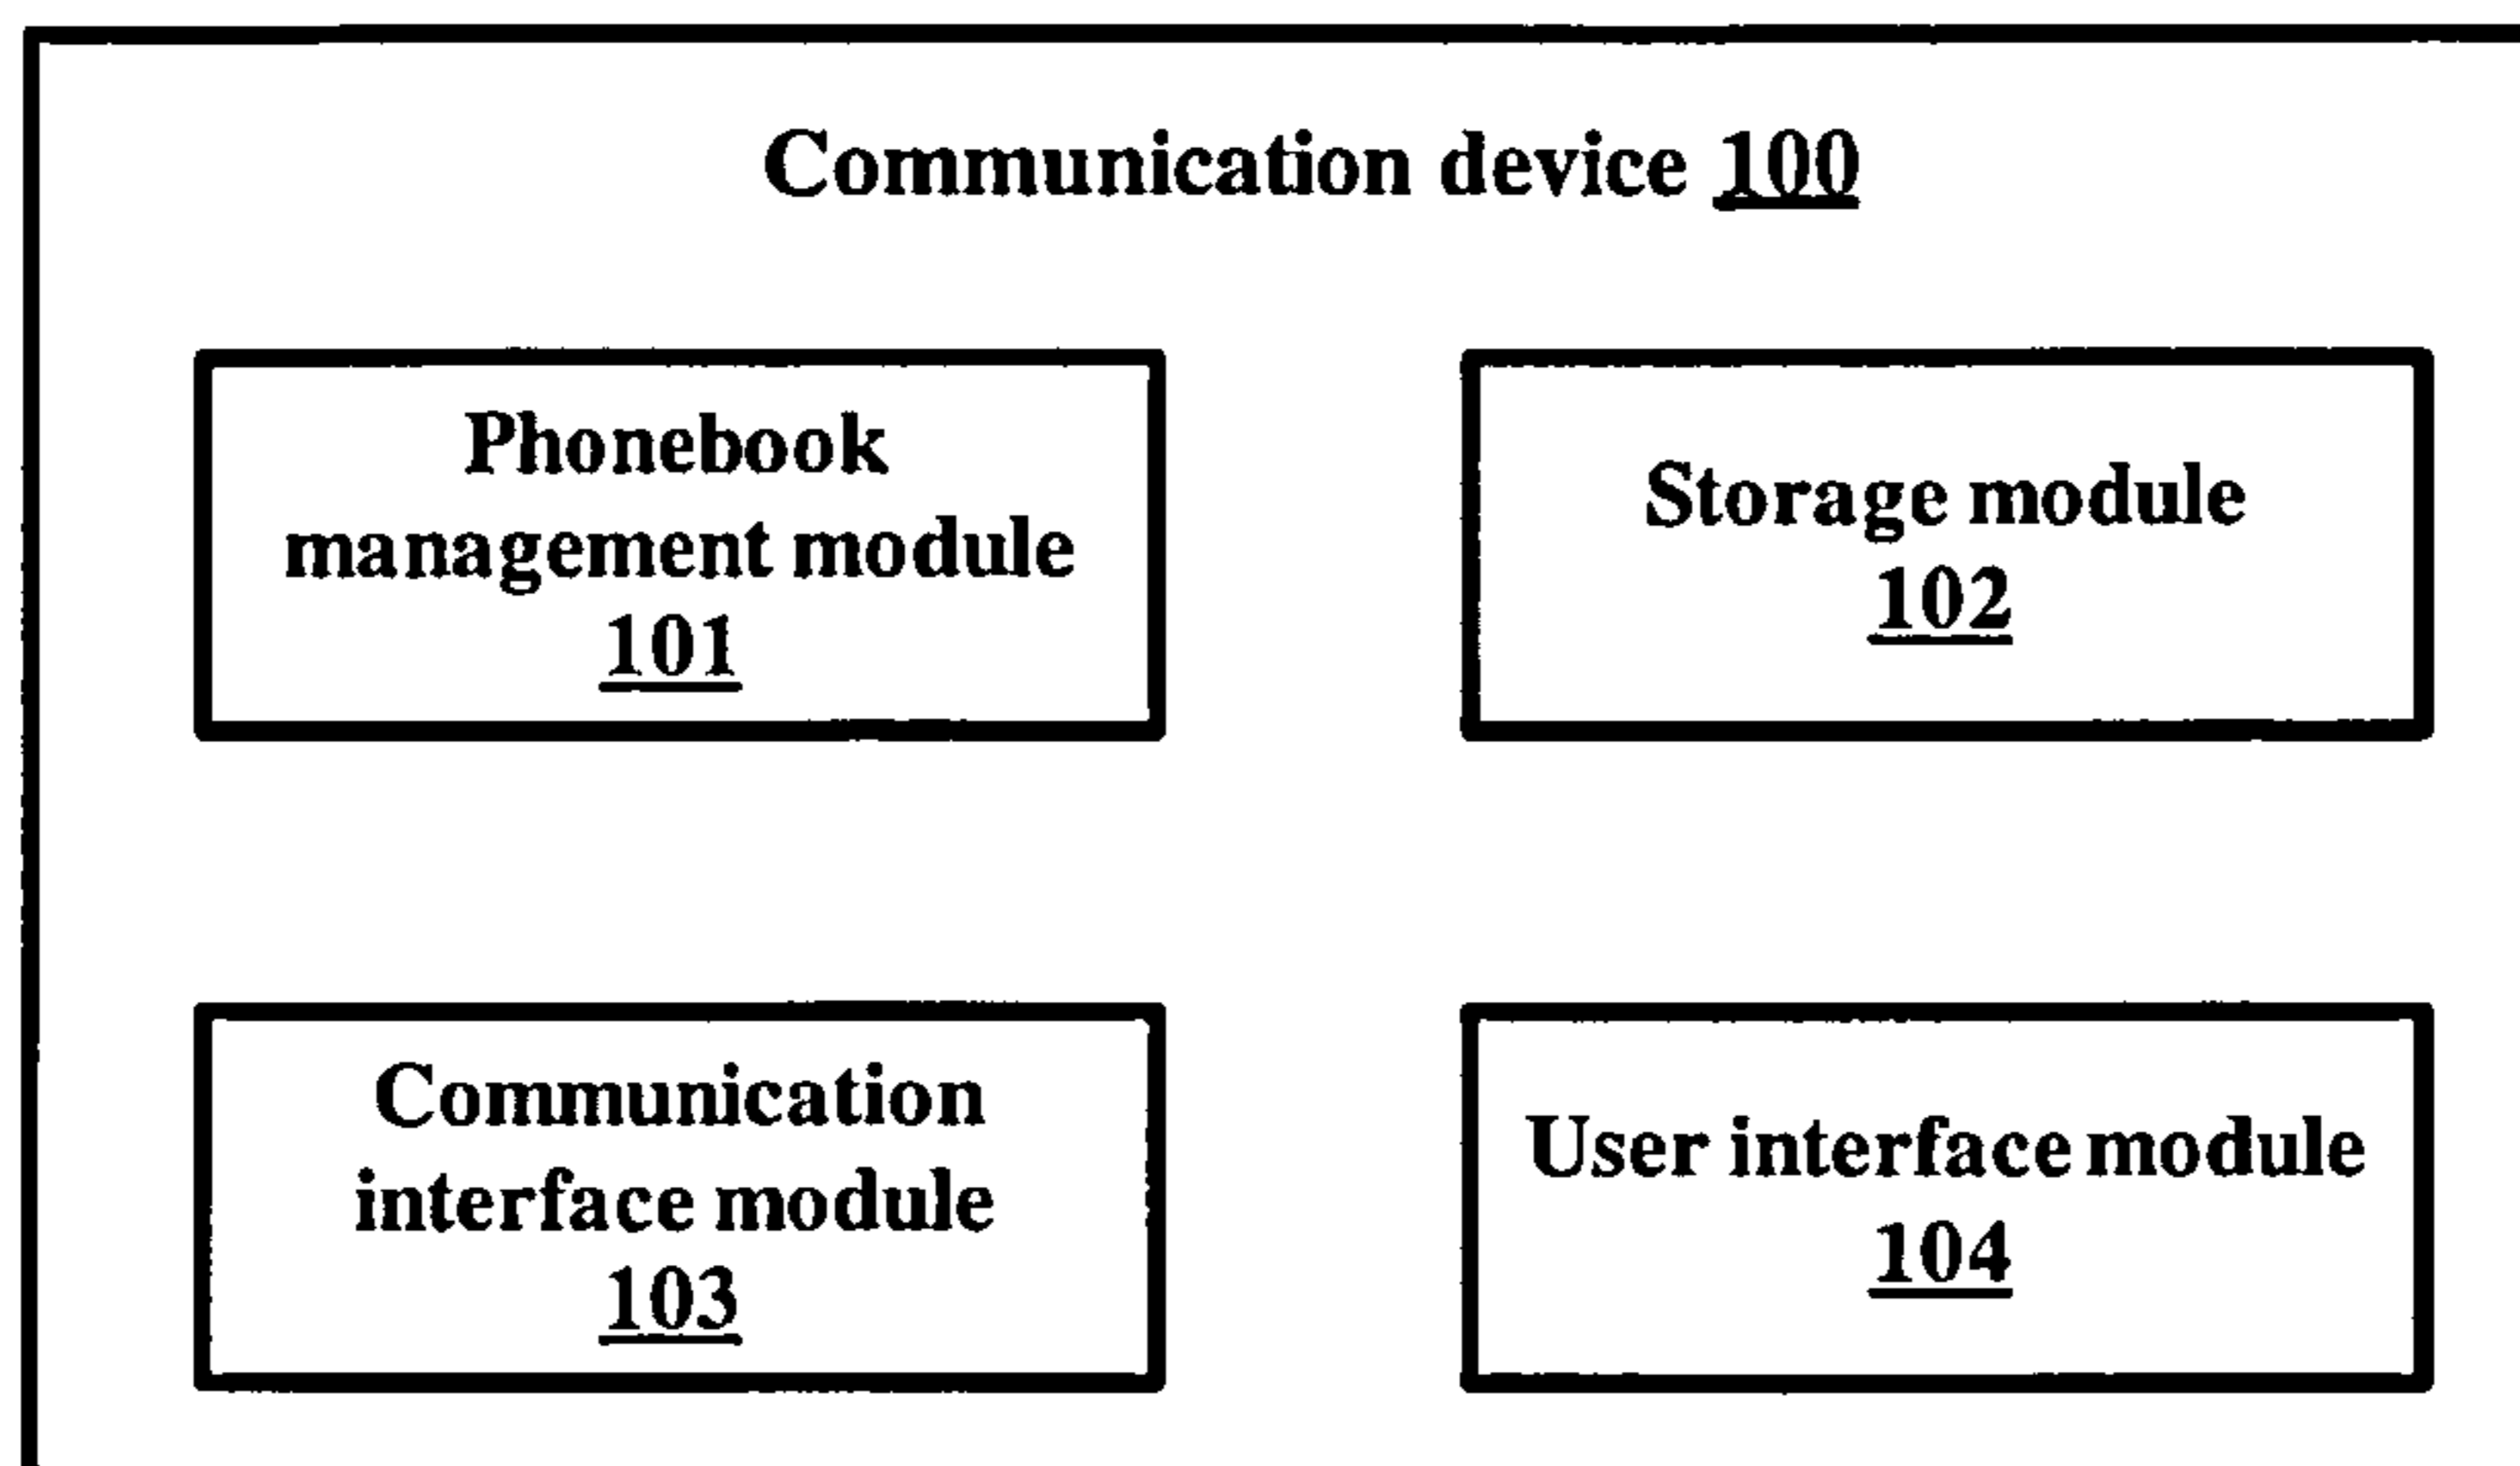 Communication device 100
Phonebook
management module
101
Storage module
102
Communication
interface module
103
User interface module
104